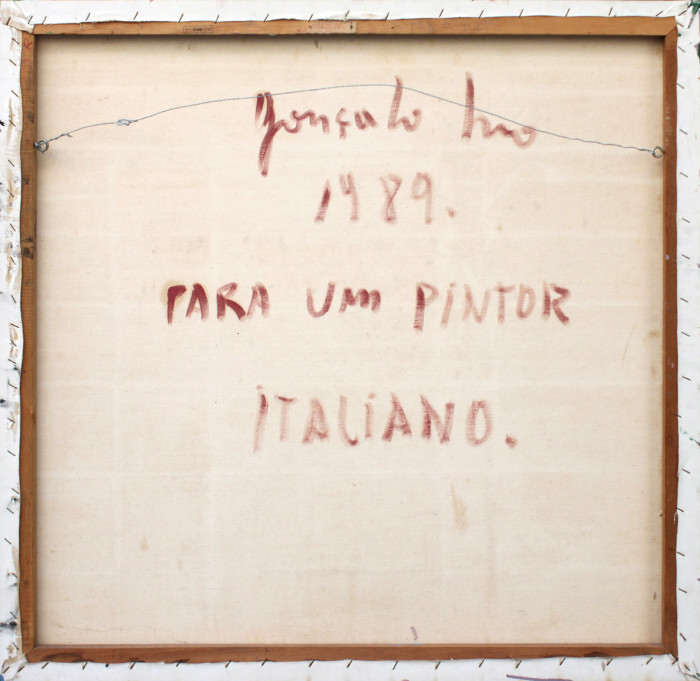 Gonçalo Ivo
1989.
PARA UM PINTOR
ITALIANO.